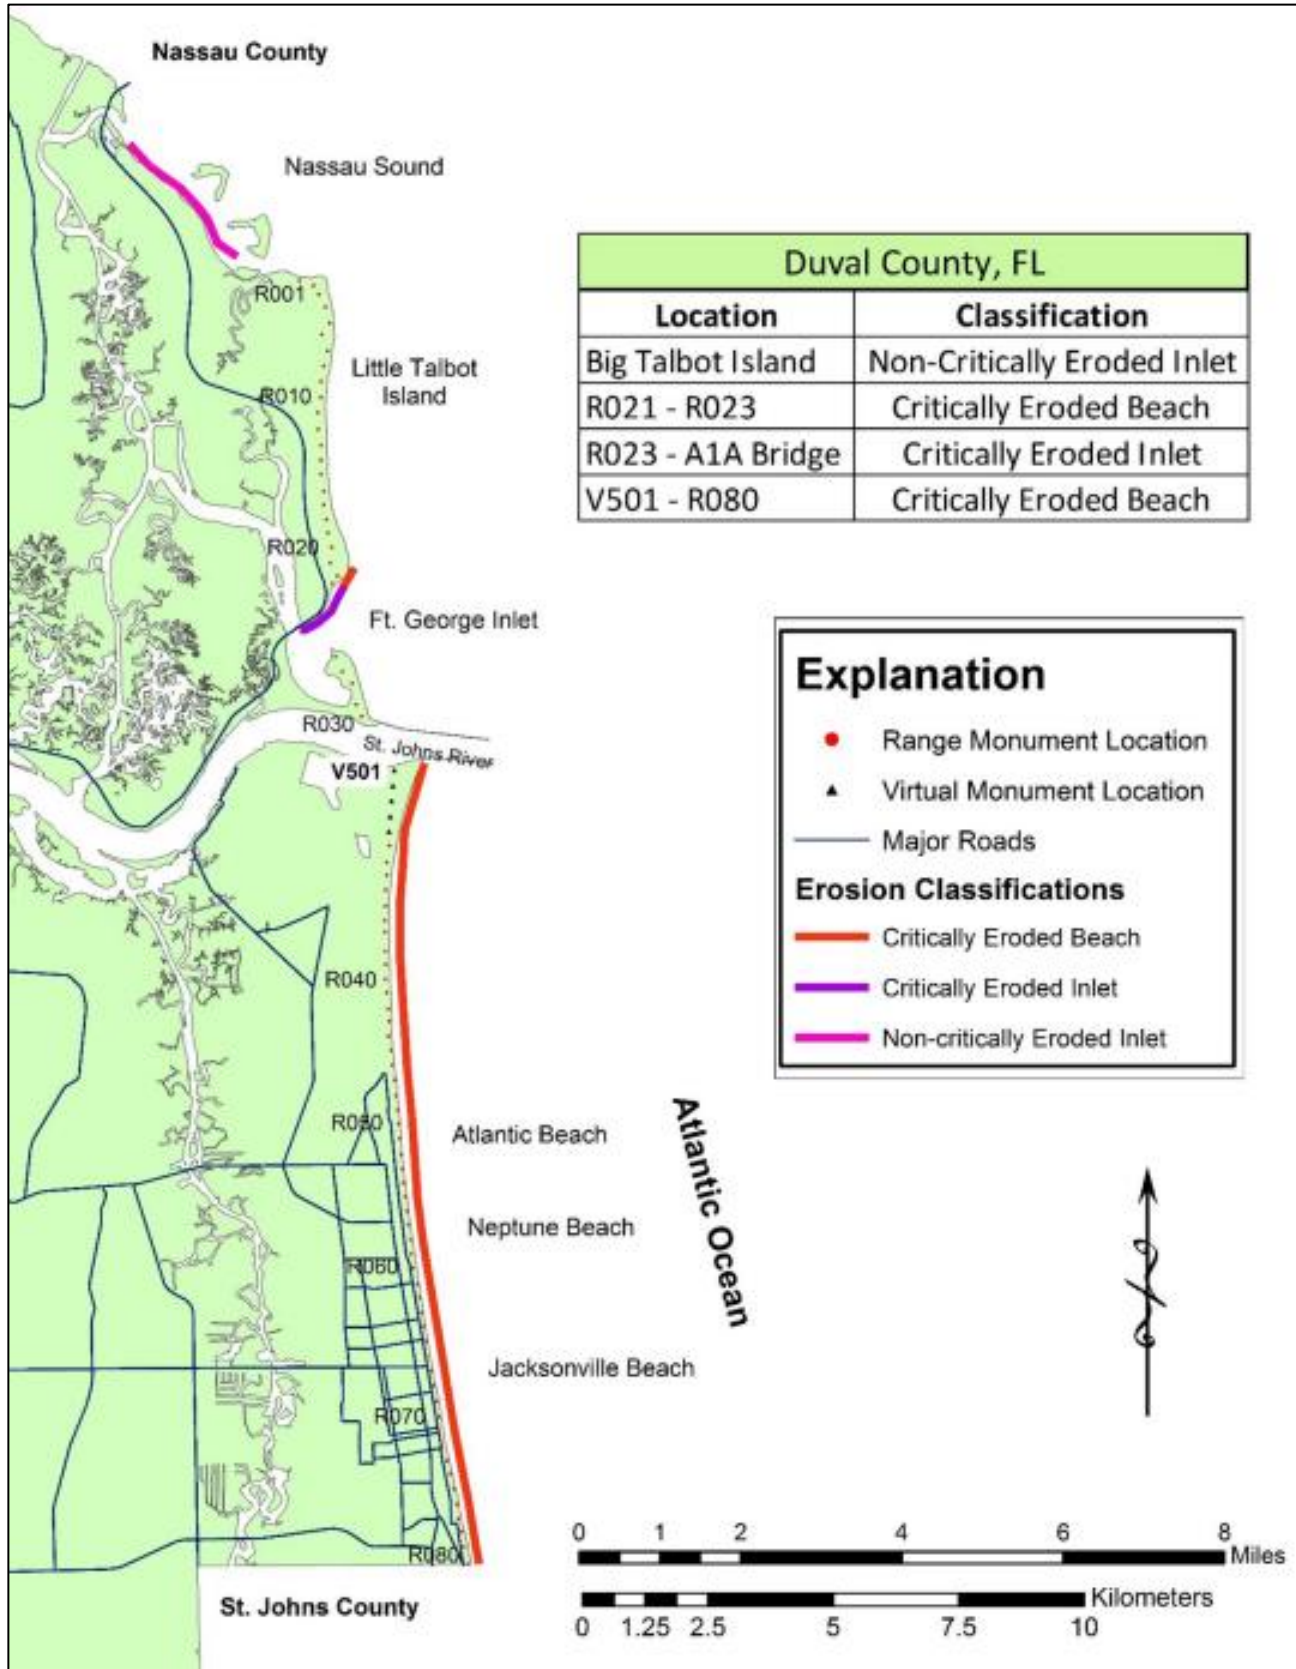 Nassau County
Nassau Sound
R001
Little Talbot
Island
R010
R020
Ft. George Inlet
R030
St. Johns River
V501
R040
R050
Atlantic Beach
Neptune Beach
R060
Jacksonville Beach
R070
R080
St. Johns County
Atlantic Ocean
Duval County, FL
Location Classification
Big Talbot Island Non-Critically Eroded Inlet
R021 - R023 Critically Eroded Beach
R023 - A1A Bridge Critically Eroded Inlet
V501 - R080 Critically Eroded Beach
Explanation
Range Monument Location
Virtual Monument Location
Major Roads
Erosion Classifications
Critically Eroded Beach
Critically Eroded Inlet
Non-critically Eroded Inlet
0 1 2 4 6 8
Miles
Kilometers
0 1.25 2.5 5 7.5 10